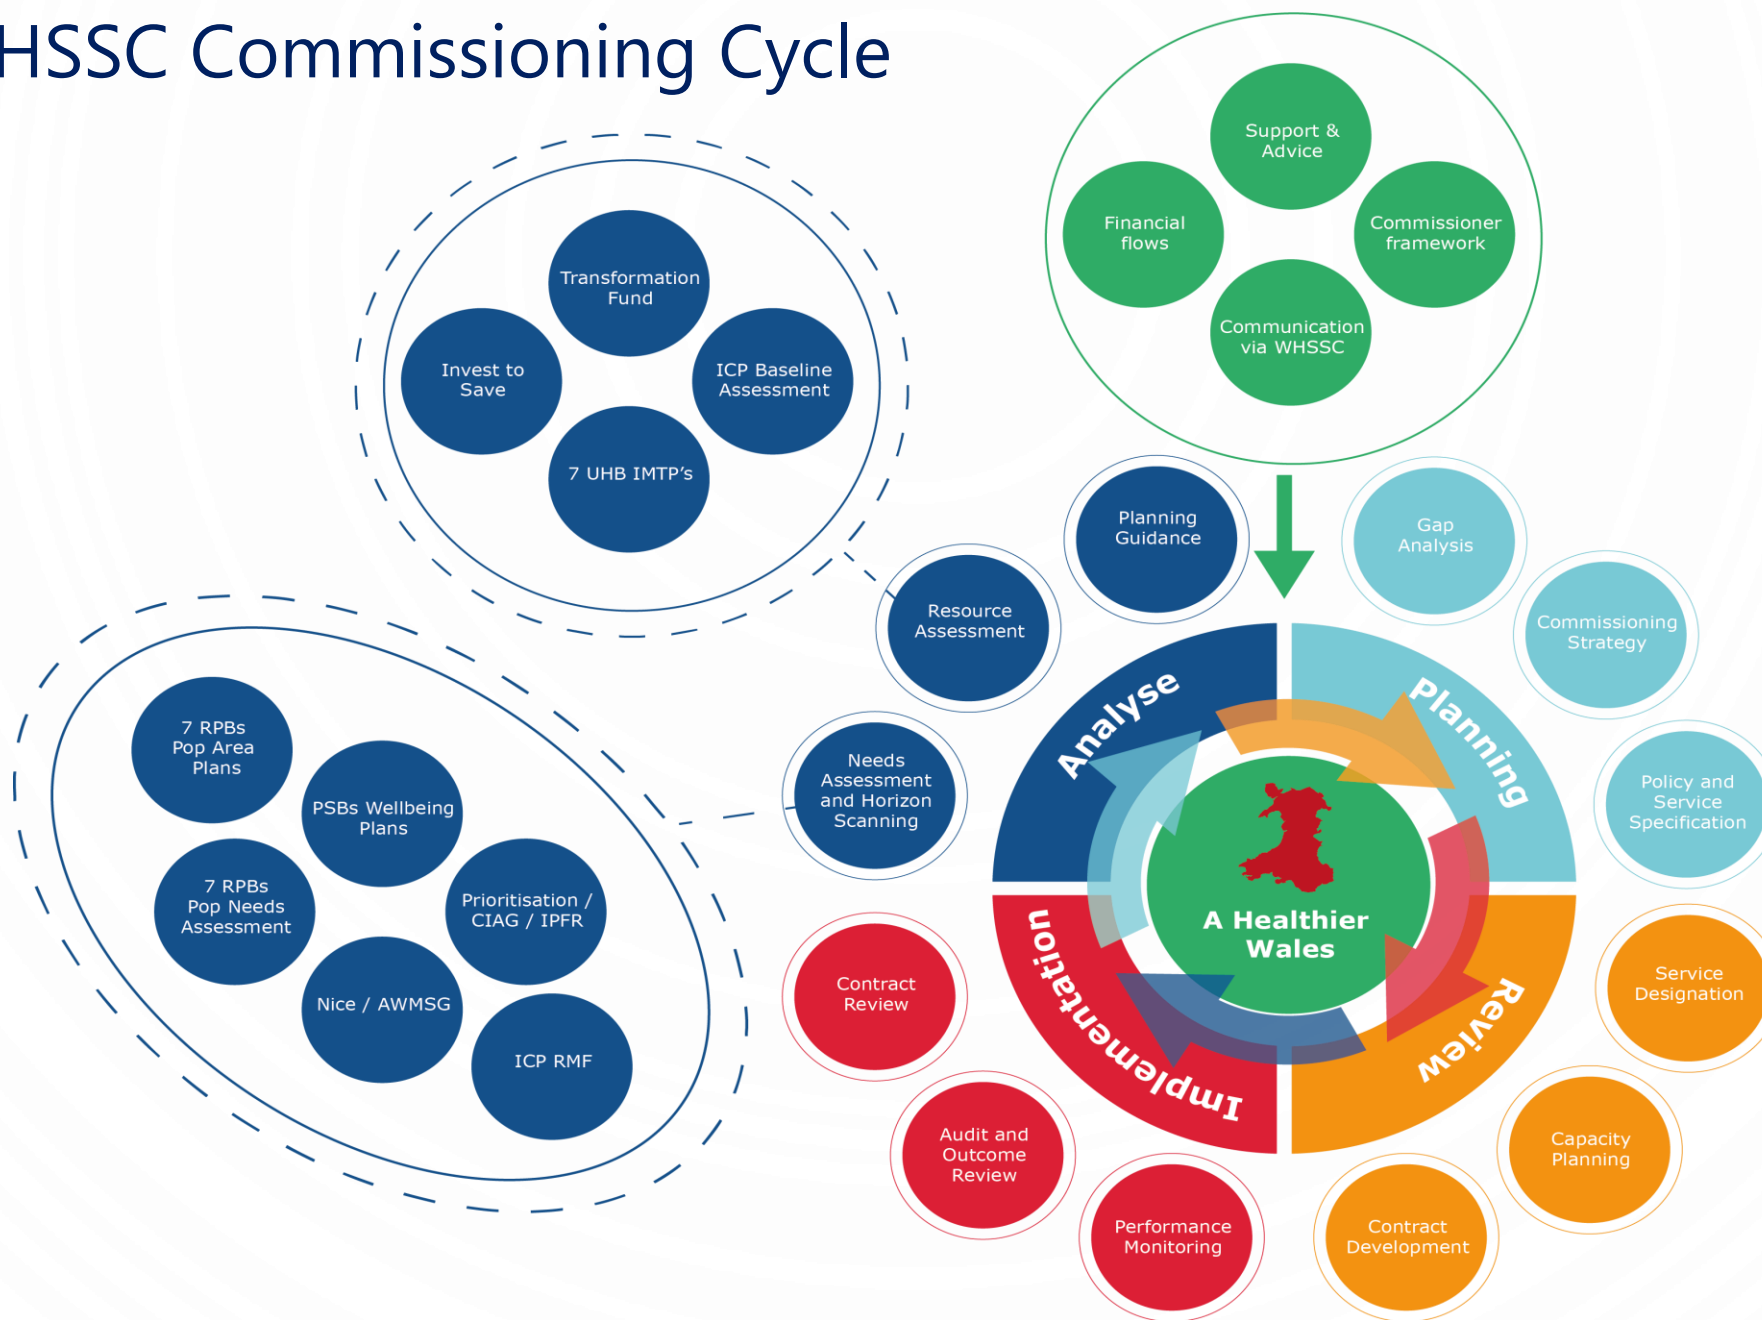 HSSC Commissioning Cycle
Support &
Advice
Financial
flows
Commissioner
framework
Communication
via WHSSC
Transformation
Fund
Invest to
Save
ICP Baseline
Assessment
7 UHB IMTP’s
Planning
Guidance
Gap
Analysis
Resource
Assessment
Commissioning
Strategy
Needs
Assessment
and Horizon
Scanning
Policy and
Service
Specification
Analyse
Planning
A Healthier
Wales
Implementation
Review
7 RPBs
Pop Area
Plans
PSBs Wellbeing
Plans
7 RPBs
Pop Needs
Assessment
Prioritisation /
CIAG / IPFR
Nice / AWMSG
ICP RMF
Contract
Review
Service
Designation
Audit and
Outcome
Review
Capacity
Planning
Performance
Monitoring
Contract
Development